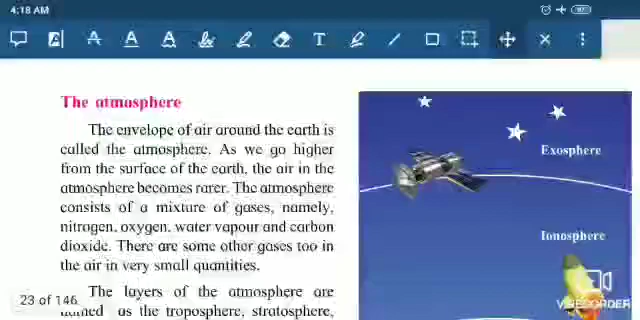 4:18 AM
The atmosphere
The envelope of air around the earth is
called the atmosphere. As we go higher
from the surface of the earth, the air in the
atmosphere becomes rarer. The atmosphere
consists of a mixture of gases, namely,
nitrogen, oxygen, water vapour and carbon
dioxide. There are some other gases too in
the air in very small quantities.
The layers of the atmosphere are
named as the troposphere, stratosphere,
23 of 146
Exosphere
Ionosphere